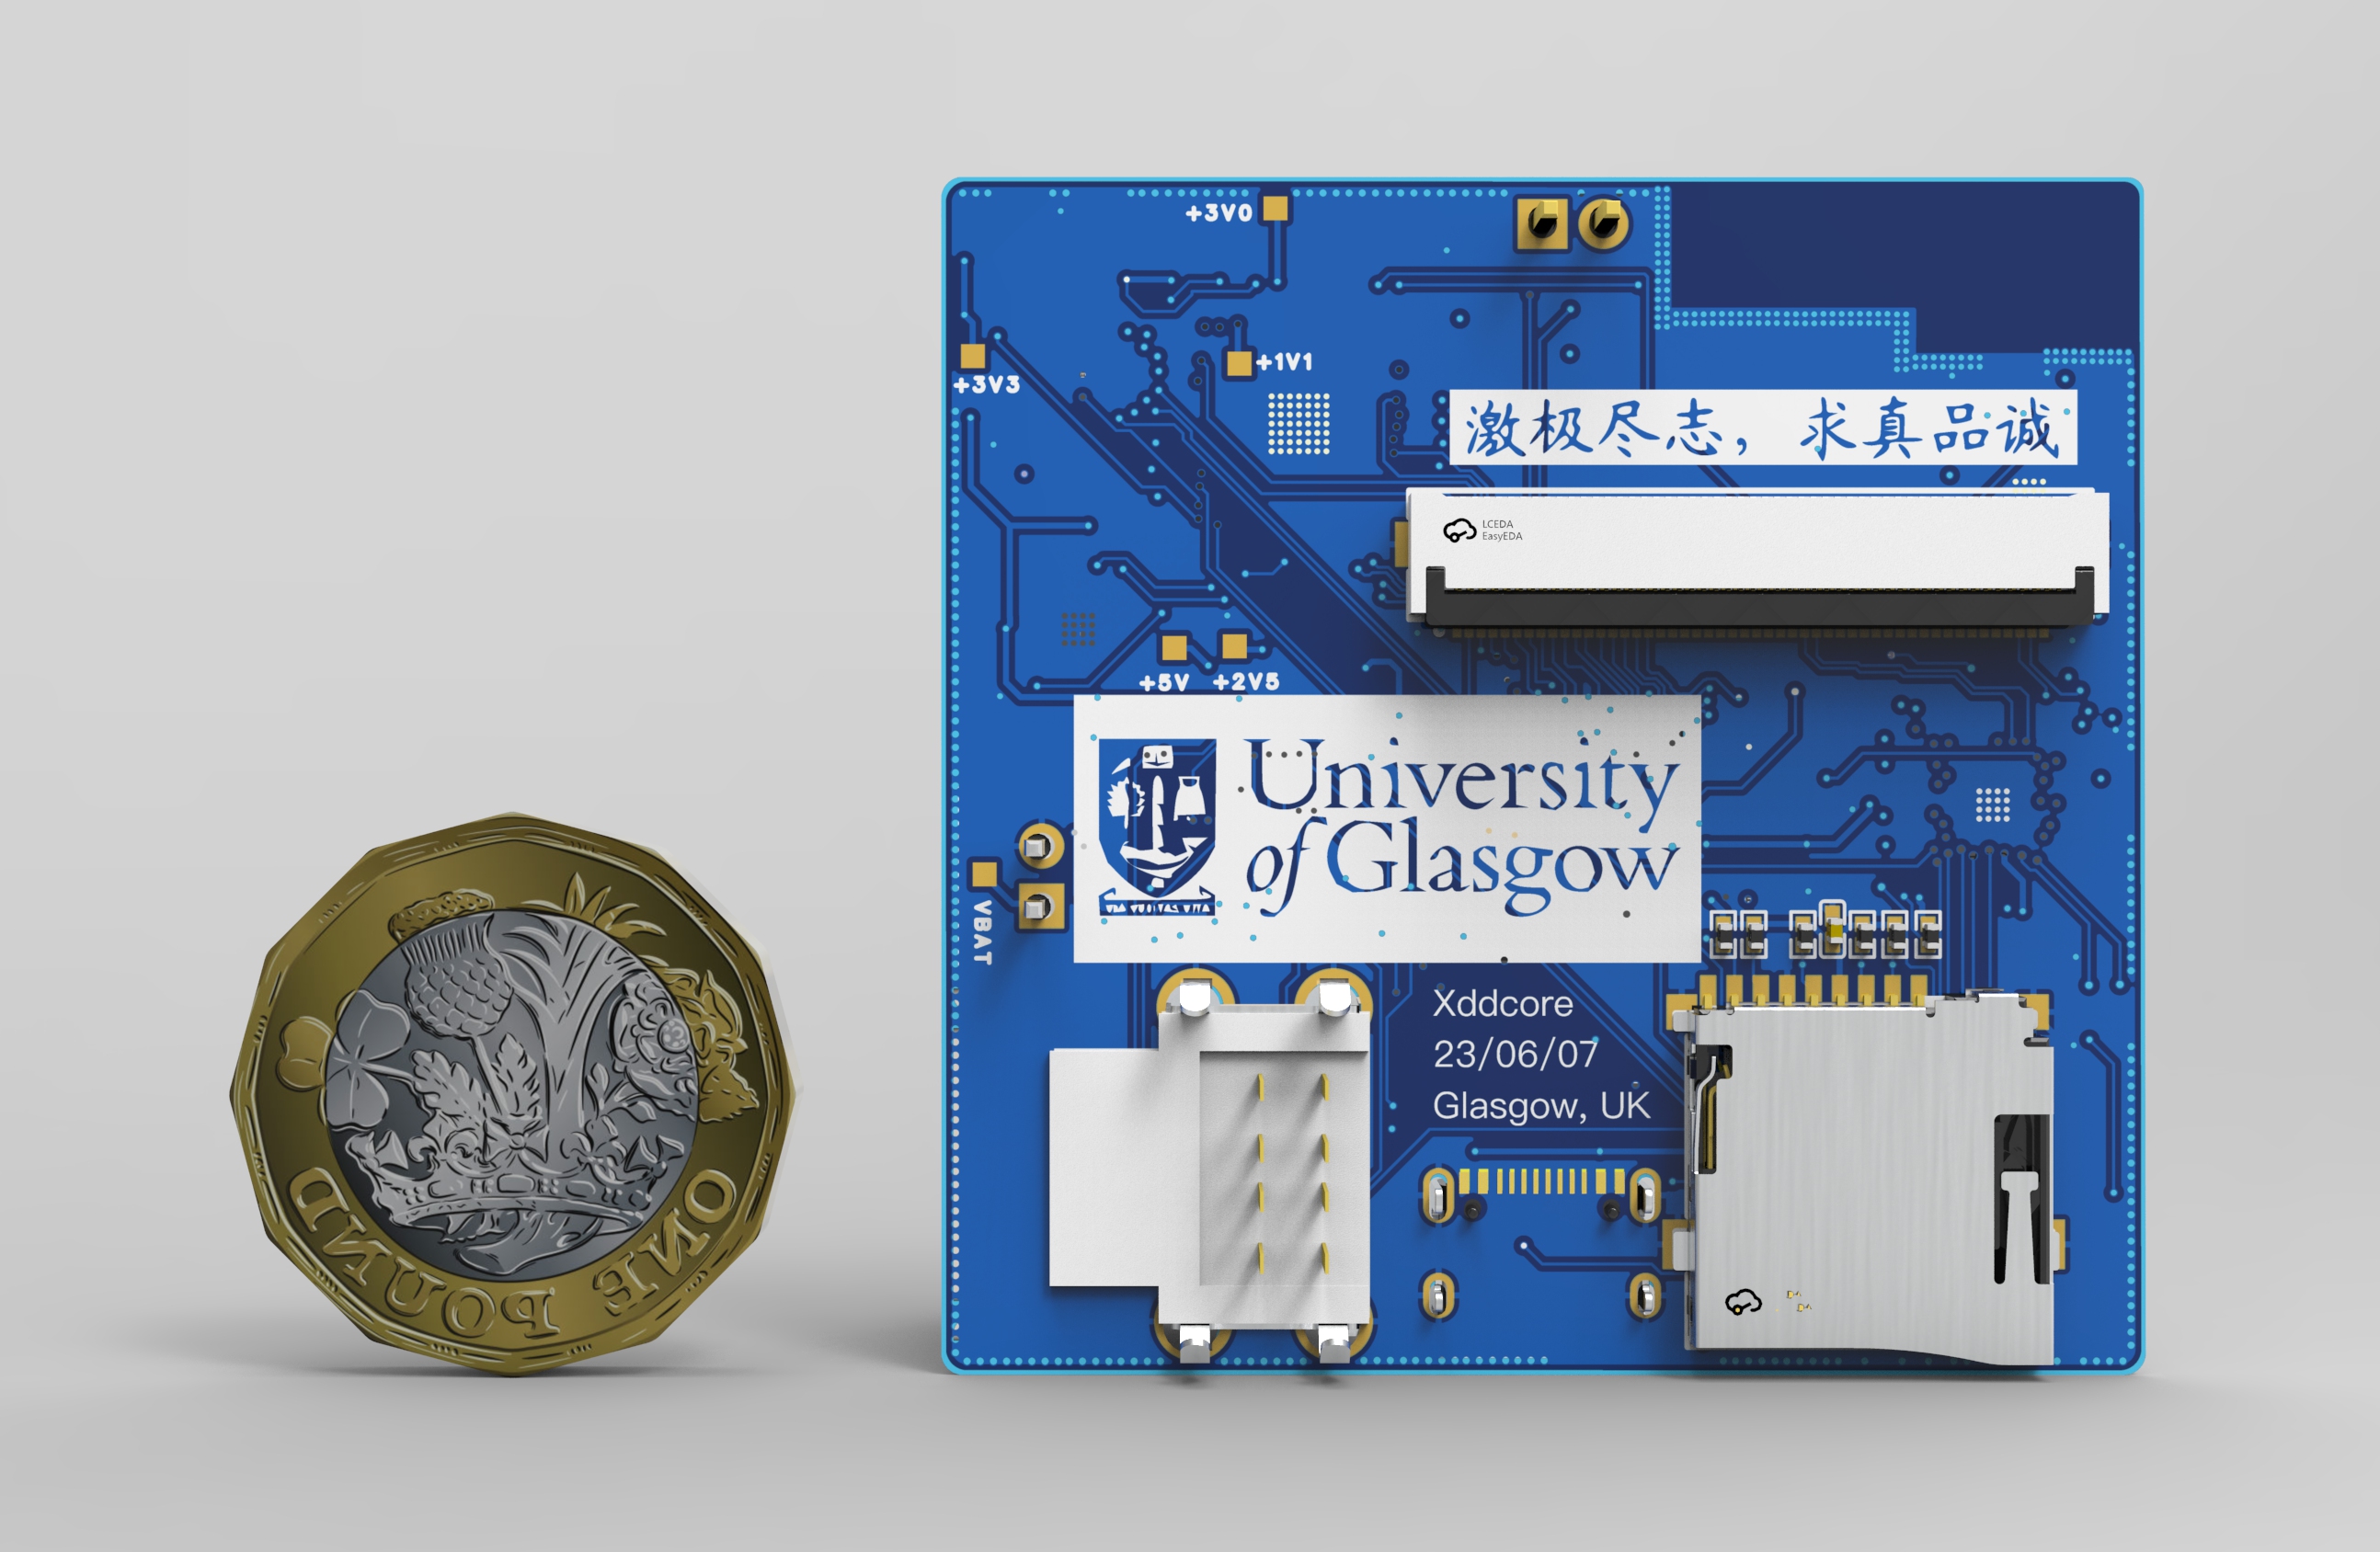 +3V0
+3V3
+1V1
激极尽志，求真品诚
LCEDA
EasyEDA
+5V +2V5
University
of Glasgow
VBAT
Xddcore
23/06/07
Glasgow, UK
ONE POUND